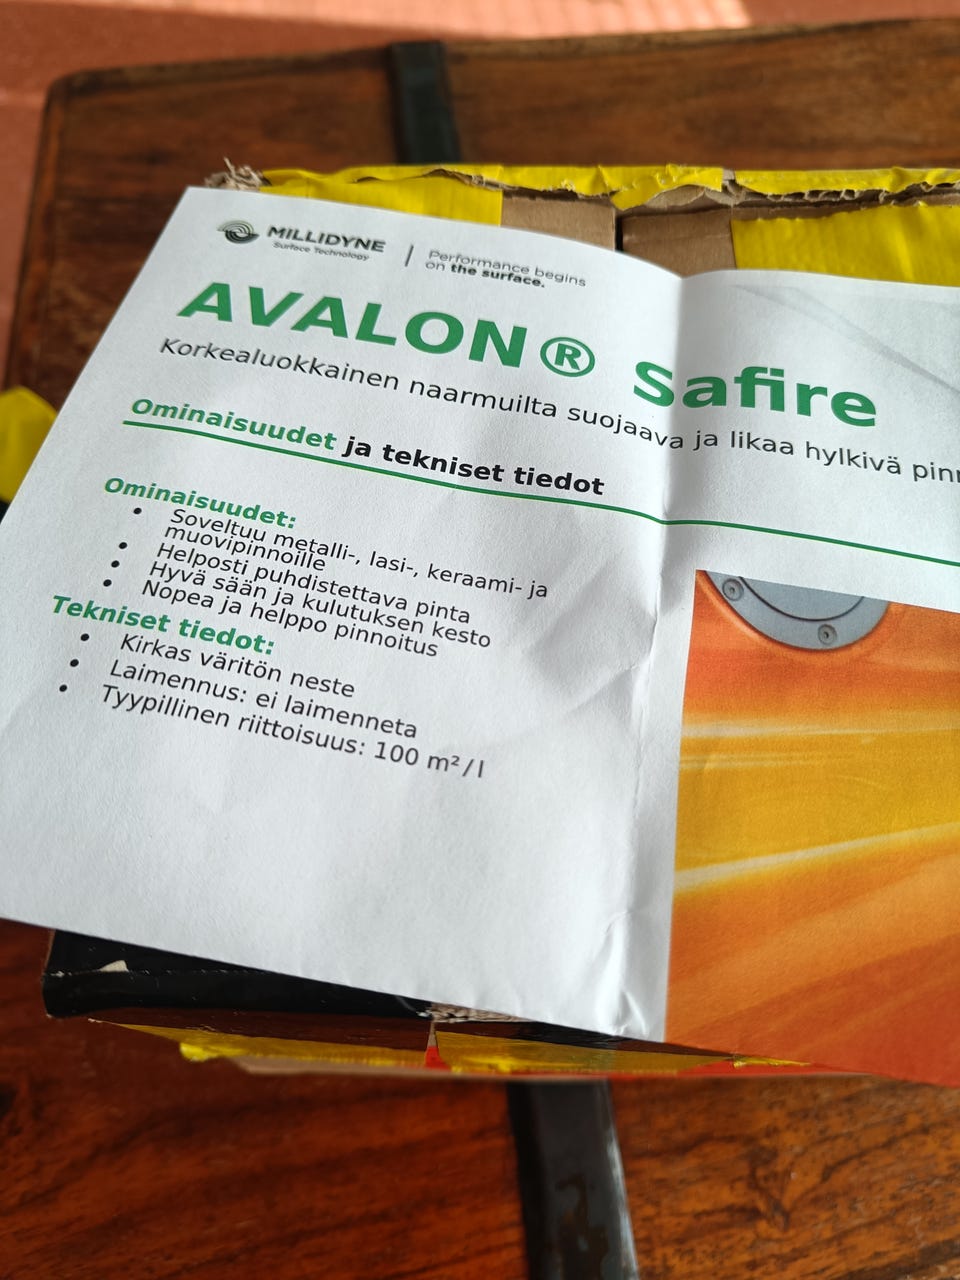 MILLIDYNE
Surface Technology
Performance begins
on the surface.
AVALON® Safire
Korkealuokkainen naarmuilta suojaava ja likaa hylkivä
Ominaisuudet ja tekniset tiedot
Ominaisuudet:
• Soveltuu metalli-, lasi-, keraami- ja
muovipinnoille
• Helposti puhdistettava pinta
• Hyvä sään ja kulutuksen kesto
• Nopea ja helppo pinnoitus
Tekniset tiedot:
• Kirkas väritön neste
• Laimennus: ei laimenneta
• Tyypillinen riittoisuus: 100 m²/l